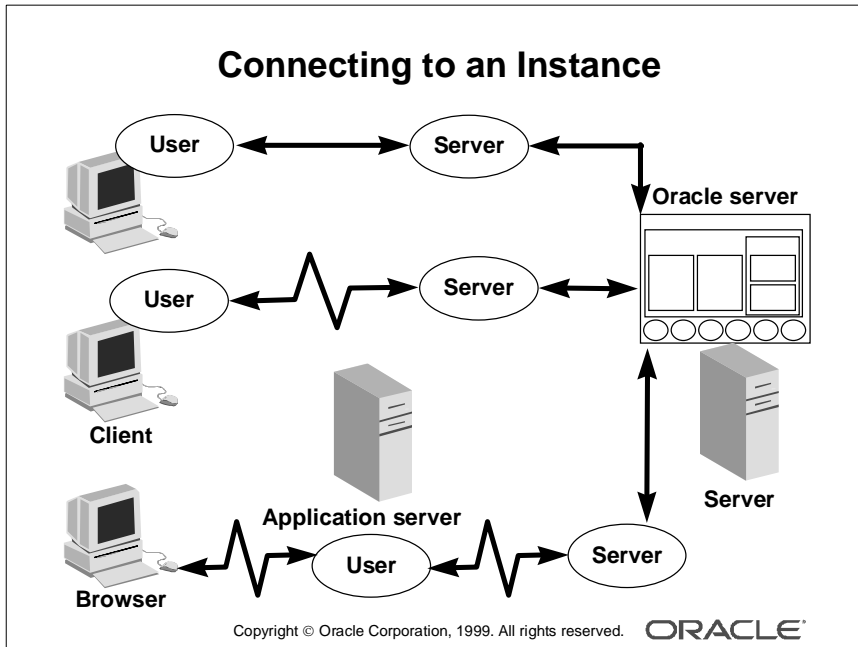 Connecting to an Instance
User
Server
Oracle server
User
Server
Client
Server
Application server
User
Server
Browser
Copyright © Oracle Corporation, 1999. All rights reserved.
ORACLE®